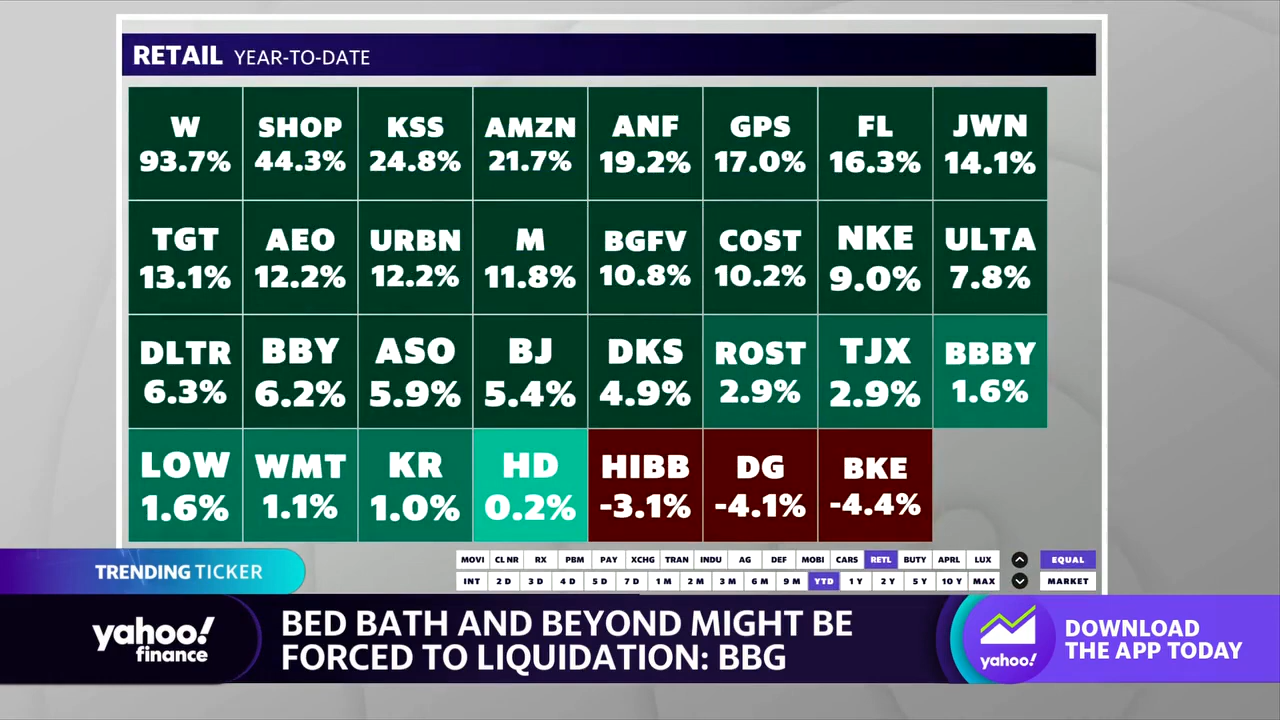 RETAIL YEAR-TO-DATE
W SHOP KSS AMZN ANF GPS FL JWN
93.7% 44.3% 24.8% 21.7% 19.2% 17.0% 16.3% 14.1%
TGT AEO URBN M BGFV COST NKE ULTA
13.1% 12.2% 12.2% 11.8% 10.8% 10.2% 9.0% 7.8%
DLTR BBY ASO BJ DKS ROST TJX BBBY
6.3% 6.2% 5.9% 5.4% 4.9% 2.9% 2.9% 1.6%
LOW WMT KR HD HIBB DG BKE
1.6% 1.1% 1.0% 0.2% -3.1% -4.1% -4.4%
MOVI CLNR RX PBM PAY XCHG TRAN INDU AG DEF MOBI CARS RETL BUTY APRL LUX EQUAL
INT 2 D 3 D 4 D 5 D 7 D 1 M 2 M 3 M 6 M 9 M YTD 1 Y 2 Y 5 Y 10 Y MAX MARKET
TRENDING TICKER
yahoo!
finance
BED BATH AND BEYOND MIGHT BE
FORCED TO LIQUIDATION: BBG
yahoo!
DOWNLOAD
THE APP TODAY